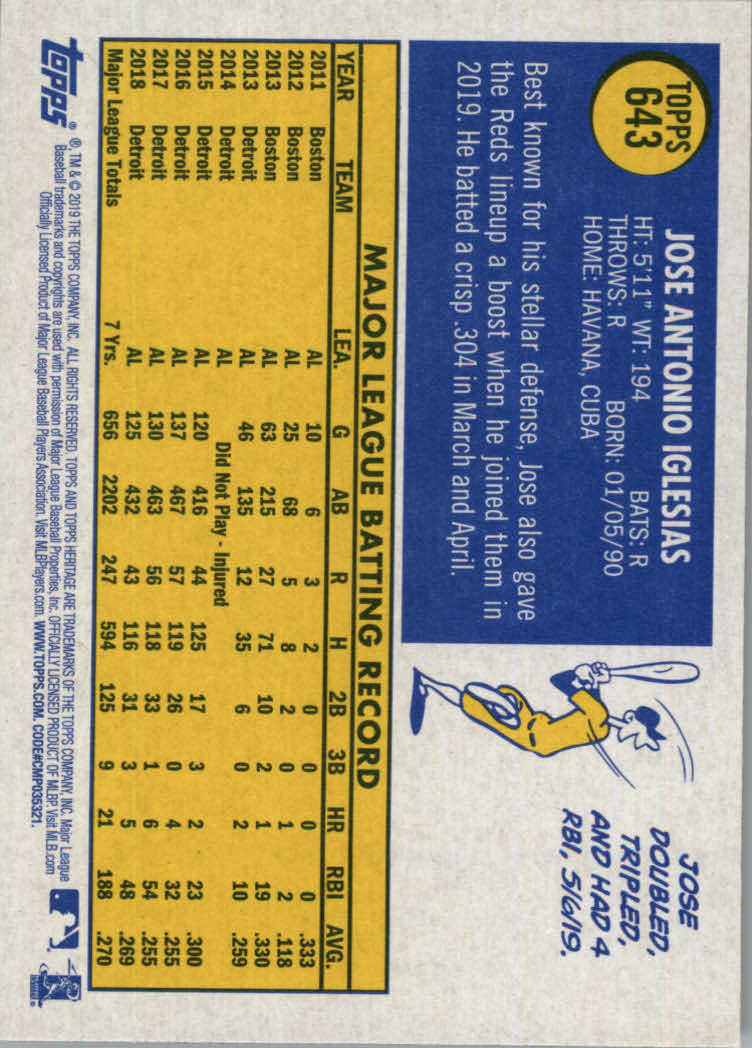 TOPPS
643
JOSE ANTONIO IGLESIAS
HT: 5'11" WT: 194 BATS: R
THROWS: R BORN: 01/05/90
HOME: HAVANA, CUBA
Best known for his stellar defense, Jose also gave
the Reds lineup a boost when he joined them in
2019. He batted a crisp .304 in March and April.
JOSE
DOUBLED,
TRIPLED,
AND HAD 4
RBI, 5/6/19.
MAJOR LEAGUE BATTING RECORD
YEAR TEAM LEA. G AB R H 2B 3B HR RBI AVG.
2011 Boston AL 10 6 3 2 0 0 0 0 .333
2012 Boston AL 25 68 5 8 2 0 1 2 .118
2013 Boston AL 63 215 27 71 10 2 1 19 .330
2013 Detroit AL 46 135 12 35 6 0 2 10 .259
2014 Detroit AL Did Not Play - Injured
2015 Detroit AL 120 416 44 125 17 3 2 23 .300
2016 Detroit AL 137 467 57 119 26 0 4 32 .255
2017 Detroit AL 130 463 56 118 33 1 6 54 .255
2018 Detroit AL 125 432 43 116 31 3 5 48 .269
Major League Totals 7 Yrs. 656 2202 247 594 125 9 21 188 .270
topps ® ®, TM & © 2019 THE TOPPS COMPANY, INC. ALL RIGHTS RESERVED. TOPPS AND TOPPS HERITAGE ARE TRADEMARKS OF THE TOPPS COMPANY, INC. Major League
Baseball trademarks and copyrights are used with permission of Major League Baseball Properties, Inc. OFFICIALLY LICENSED PRODUCT OF MLBP. Visit MLB.com
Officially Licensed Product of Major League Baseball Players Association. Visit MLBPlayers.com. WWW.TOPPS.COM. CODE#CMP035321.